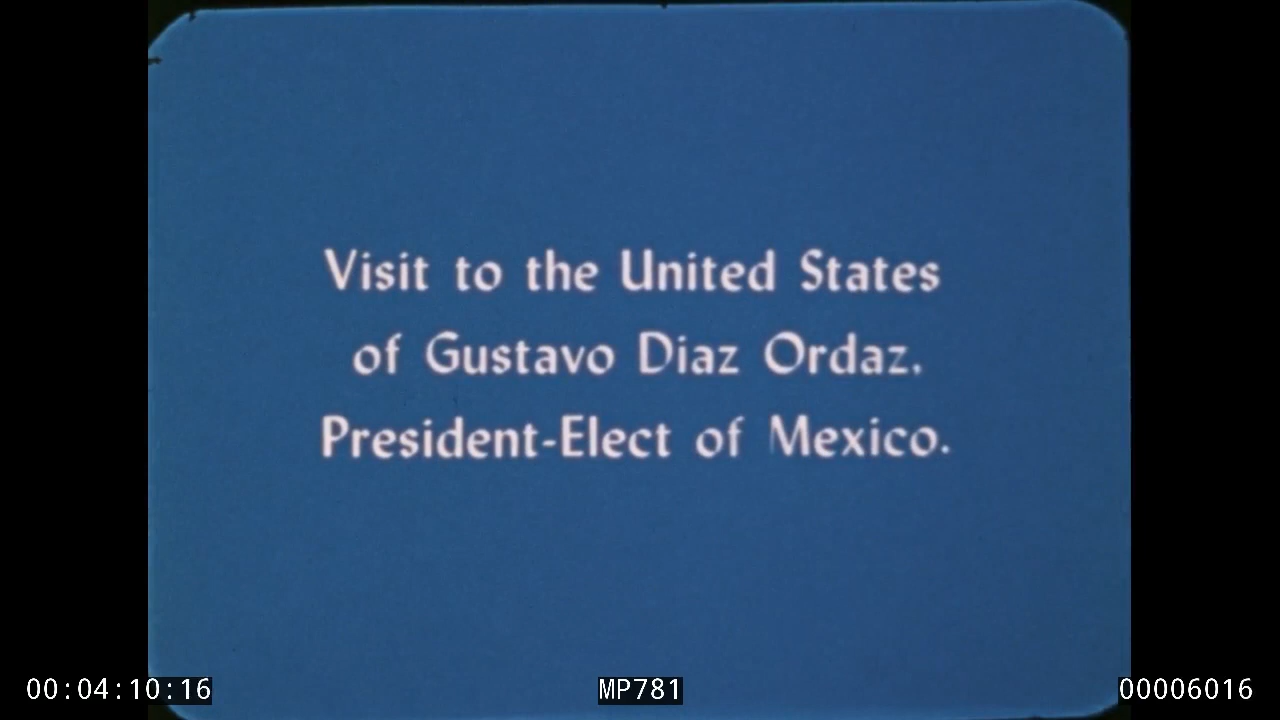 Visit to the United States
of Gustavo Diaz Ordaz,
President-Elect of Mexico.
00:04:10:16
MP781
00006016